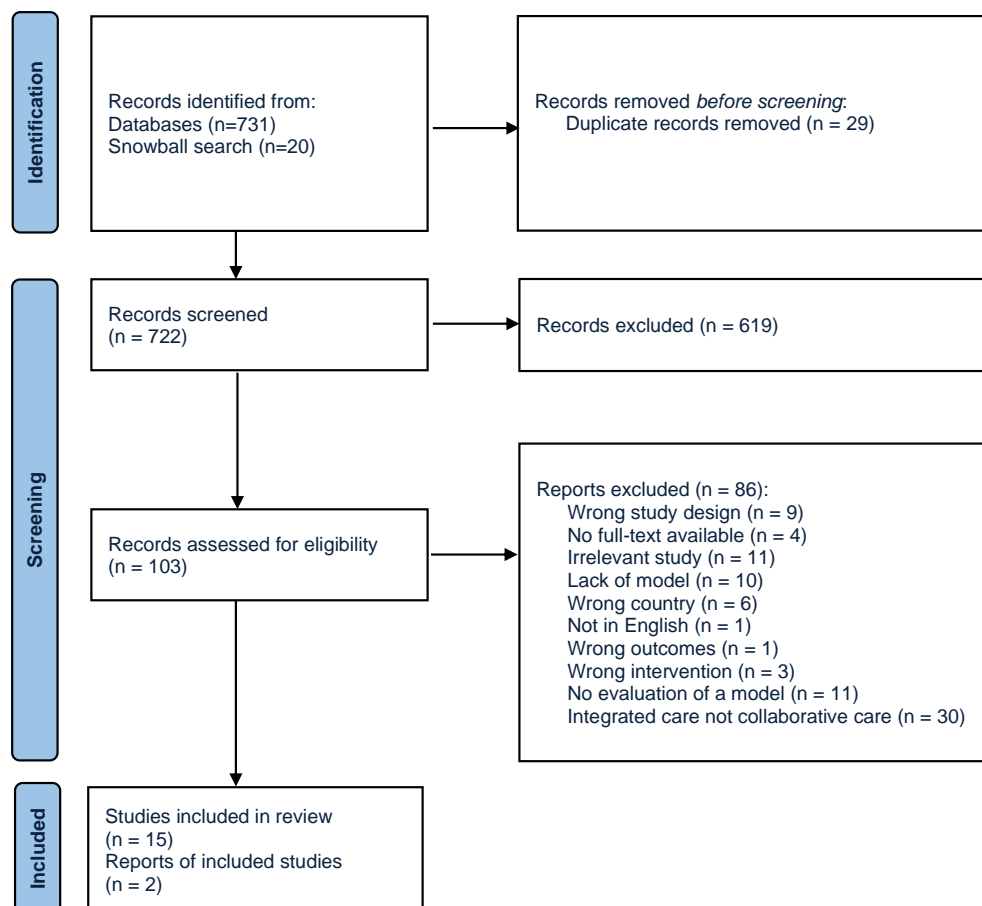 Identification
Records identified from:
Databases (n=731)
Snowball search (n=20)
Records removed before screening:
Duplicate records removed (n = 29)
Screening
Records screened
(n = 722)
Records excluded (n = 619)
Records assessed for eligibility
(n = 103)
Reports excluded (n = 86):
Wrong study design (n = 9)
No full-text available (n = 4)
Irrelevant study (n = 11)
Lack of model (n = 10)
Wrong country (n = 6)
Not in English (n = 1)
Wrong outcomes (n = 1)
Wrong intervention (n = 3)
No evaluation of a model (n = 11)
Integrated care not collaborative care (n = 30)
Included
Studies included in review
(n = 15)
Reports of included studies
(n = 2)